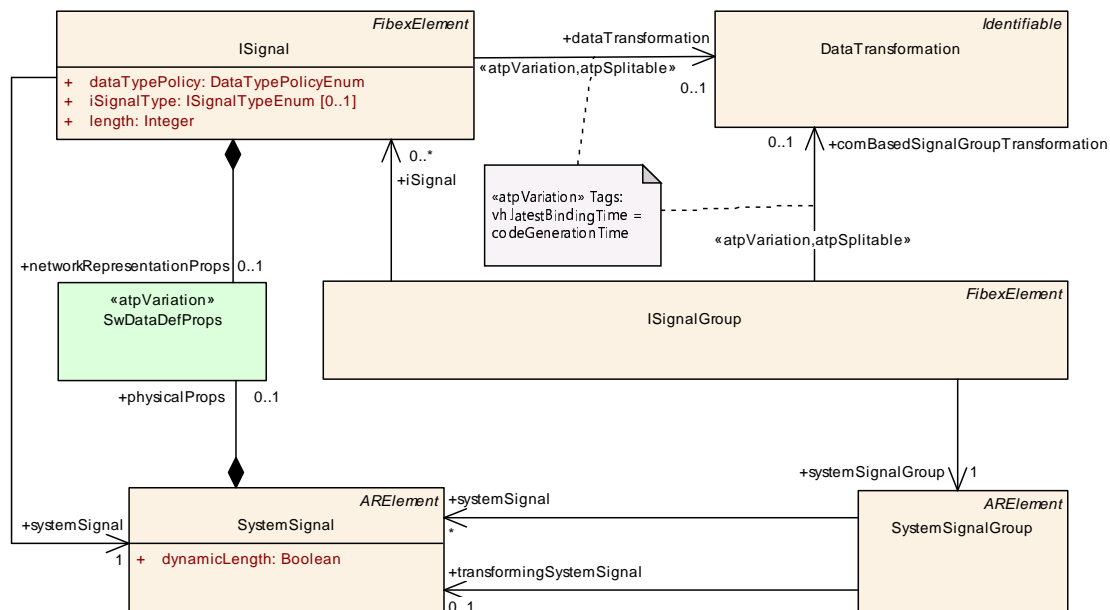 FibexElement
ISignal
+ dataTypePolicy: DataTypePolicyEnum
+ iSignalType: ISignalTypeEnum [0..1]
+ length: Integer
+dataTransformation
«atpVariation,atpSplitable»
0..1
Identifiable
DataTransformation
0..1
+comBasedSignalGroupTransformation
0..*
+iSignal
«atpVariation» Tags:
vh.latestBindingTime =
codeGenerationTime
«atpVariation,atpSplitable»
+networkRepresentationProps
0..1
«atpVariation»
SwDataDefProps
FibexElement
ISignalGroup
+physicalProps
0..1
+systemSignalGroup
1
+systemSignal
1
ARElement
SystemSignal
+ dynamicLength: Boolean
+systemSignal
*
+transformingSystemSignal
0..1
ARElement
SystemSignalGroup